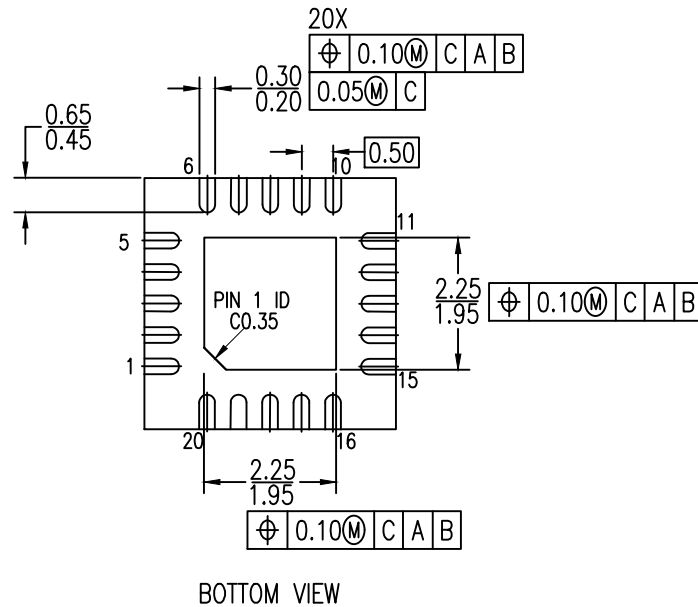 20X
⌖ 0.10Ⓜ C A B
0.30
0.20
0.05Ⓜ C
0.65
0.45
6
10
0.50
5
11
PIN 1 ID
C0.35
2.25
1.95
⌖ 0.10Ⓜ C A B
1
15
20
16
2.25
1.95
⌖ 0.10Ⓜ C A B
BOTTOM VIEW